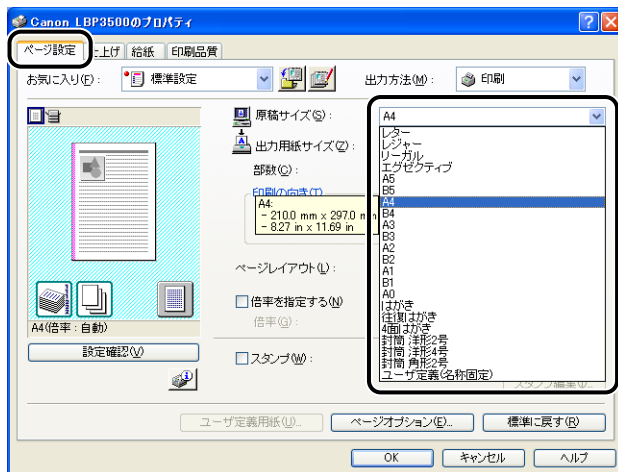 Canon LBP3500のプロパティ
ページ設定 上げ 給紙 印刷品質
お気に入り(F): 標準設定 出力方法(M): 印刷
原稿サイズ(S): A4
出力用紙サイズ(Z):
部数(C):
印刷の向き(T)
A4:
- 210.0 mm x 297.0 m
- 8.27 in x 11.69 in
ページレイアウト(L):
倍率を指定する(N)
倍率(G):
スタンプ(W):
レター
レジャー
リーガル
エグゼクティブ
A5
B5
A4
B4
A3
B3
A2
B2
A1
B1
A0
はがき
往復はがき
4面はがき
封筒 洋形2号
封筒 洋形4号
封筒 角形2号
ユーザ定義(名称固定)
スタンプ編集(D)...
A4(倍率:自動)
設定確認(V)
ユーザ定義用紙(U)... ページオプション(E)... 標準に戻す(R)
OK キャンセル ヘルプ